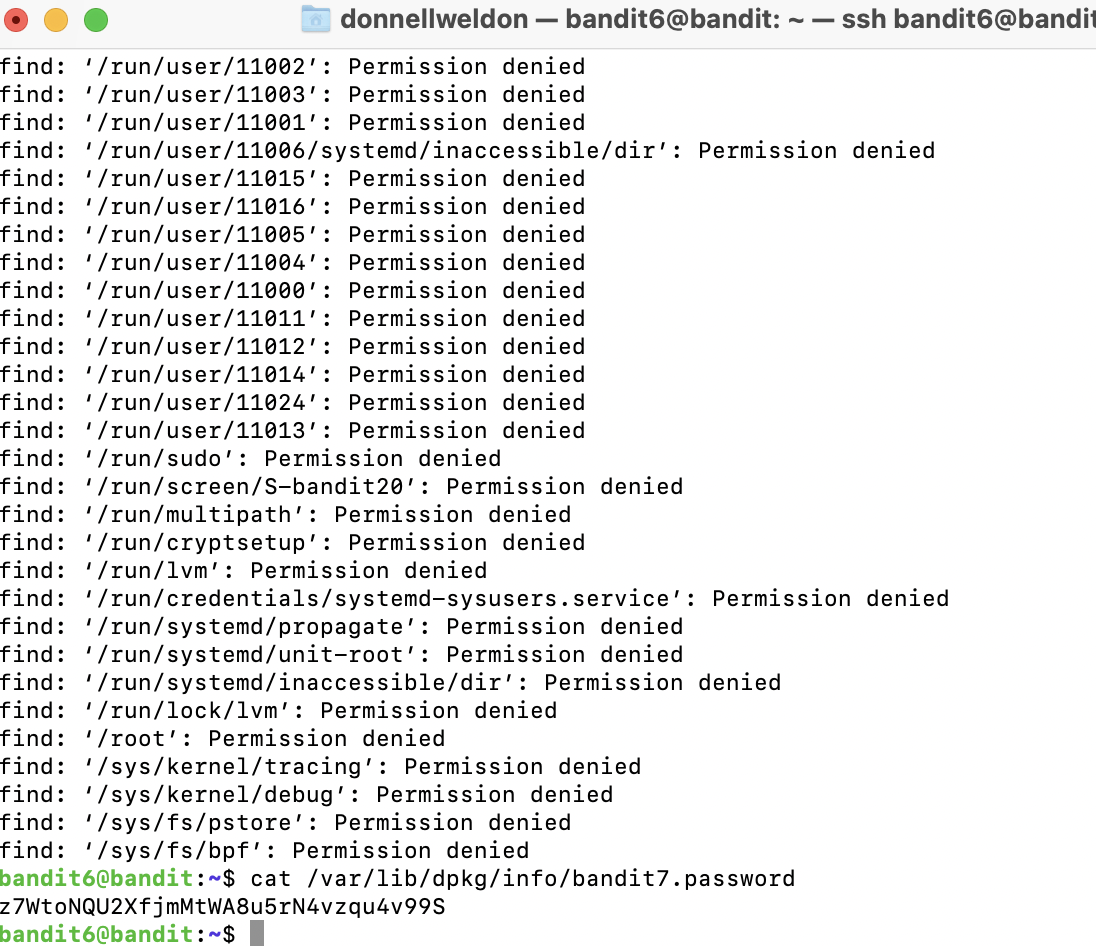 donnellweldon — bandit6@bandit: ~ — ssh bandit6@bandit
find: ‘/run/user/11002’: Permission denied
find: ‘/run/user/11003’: Permission denied
find: ‘/run/user/11001’: Permission denied
find: ‘/run/user/11006/systemd/inaccessible/dir’: Permission denied
find: ‘/run/user/11015’: Permission denied
find: ‘/run/user/11016’: Permission denied
find: ‘/run/user/11005’: Permission denied
find: ‘/run/user/11004’: Permission denied
find: ‘/run/user/11000’: Permission denied
find: ‘/run/user/11011’: Permission denied
find: ‘/run/user/11012’: Permission denied
find: ‘/run/user/11014’: Permission denied
find: ‘/run/user/11024’: Permission denied
find: ‘/run/user/11013’: Permission denied
find: ‘/run/sudo’: Permission denied
find: ‘/run/screen/S-bandit20’: Permission denied
find: ‘/run/multipath’: Permission denied
find: ‘/run/cryptsetup’: Permission denied
find: ‘/run/lvm’: Permission denied
find: ‘/run/credentials/systemd-sysusers.service’: Permission denied
find: ‘/run/systemd/propagate’: Permission denied
find: ‘/run/systemd/unit-root’: Permission denied
find: ‘/run/systemd/inaccessible/dir’: Permission denied
find: ‘/run/lock/lvm’: Permission denied
find: ‘/root’: Permission denied
find: ‘/sys/kernel/tracing’: Permission denied
find: ‘/sys/kernel/debug’: Permission denied
find: ‘/sys/fs/pstore’: Permission denied
find: ‘/sys/fs/bpf’: Permission denied
bandit6@bandit:~$ cat /var/lib/dpkg/info/bandit7.password
z7WtoNQU2XfjmMtWA8u5rN4vzqu4v99S
bandit6@bandit:~$